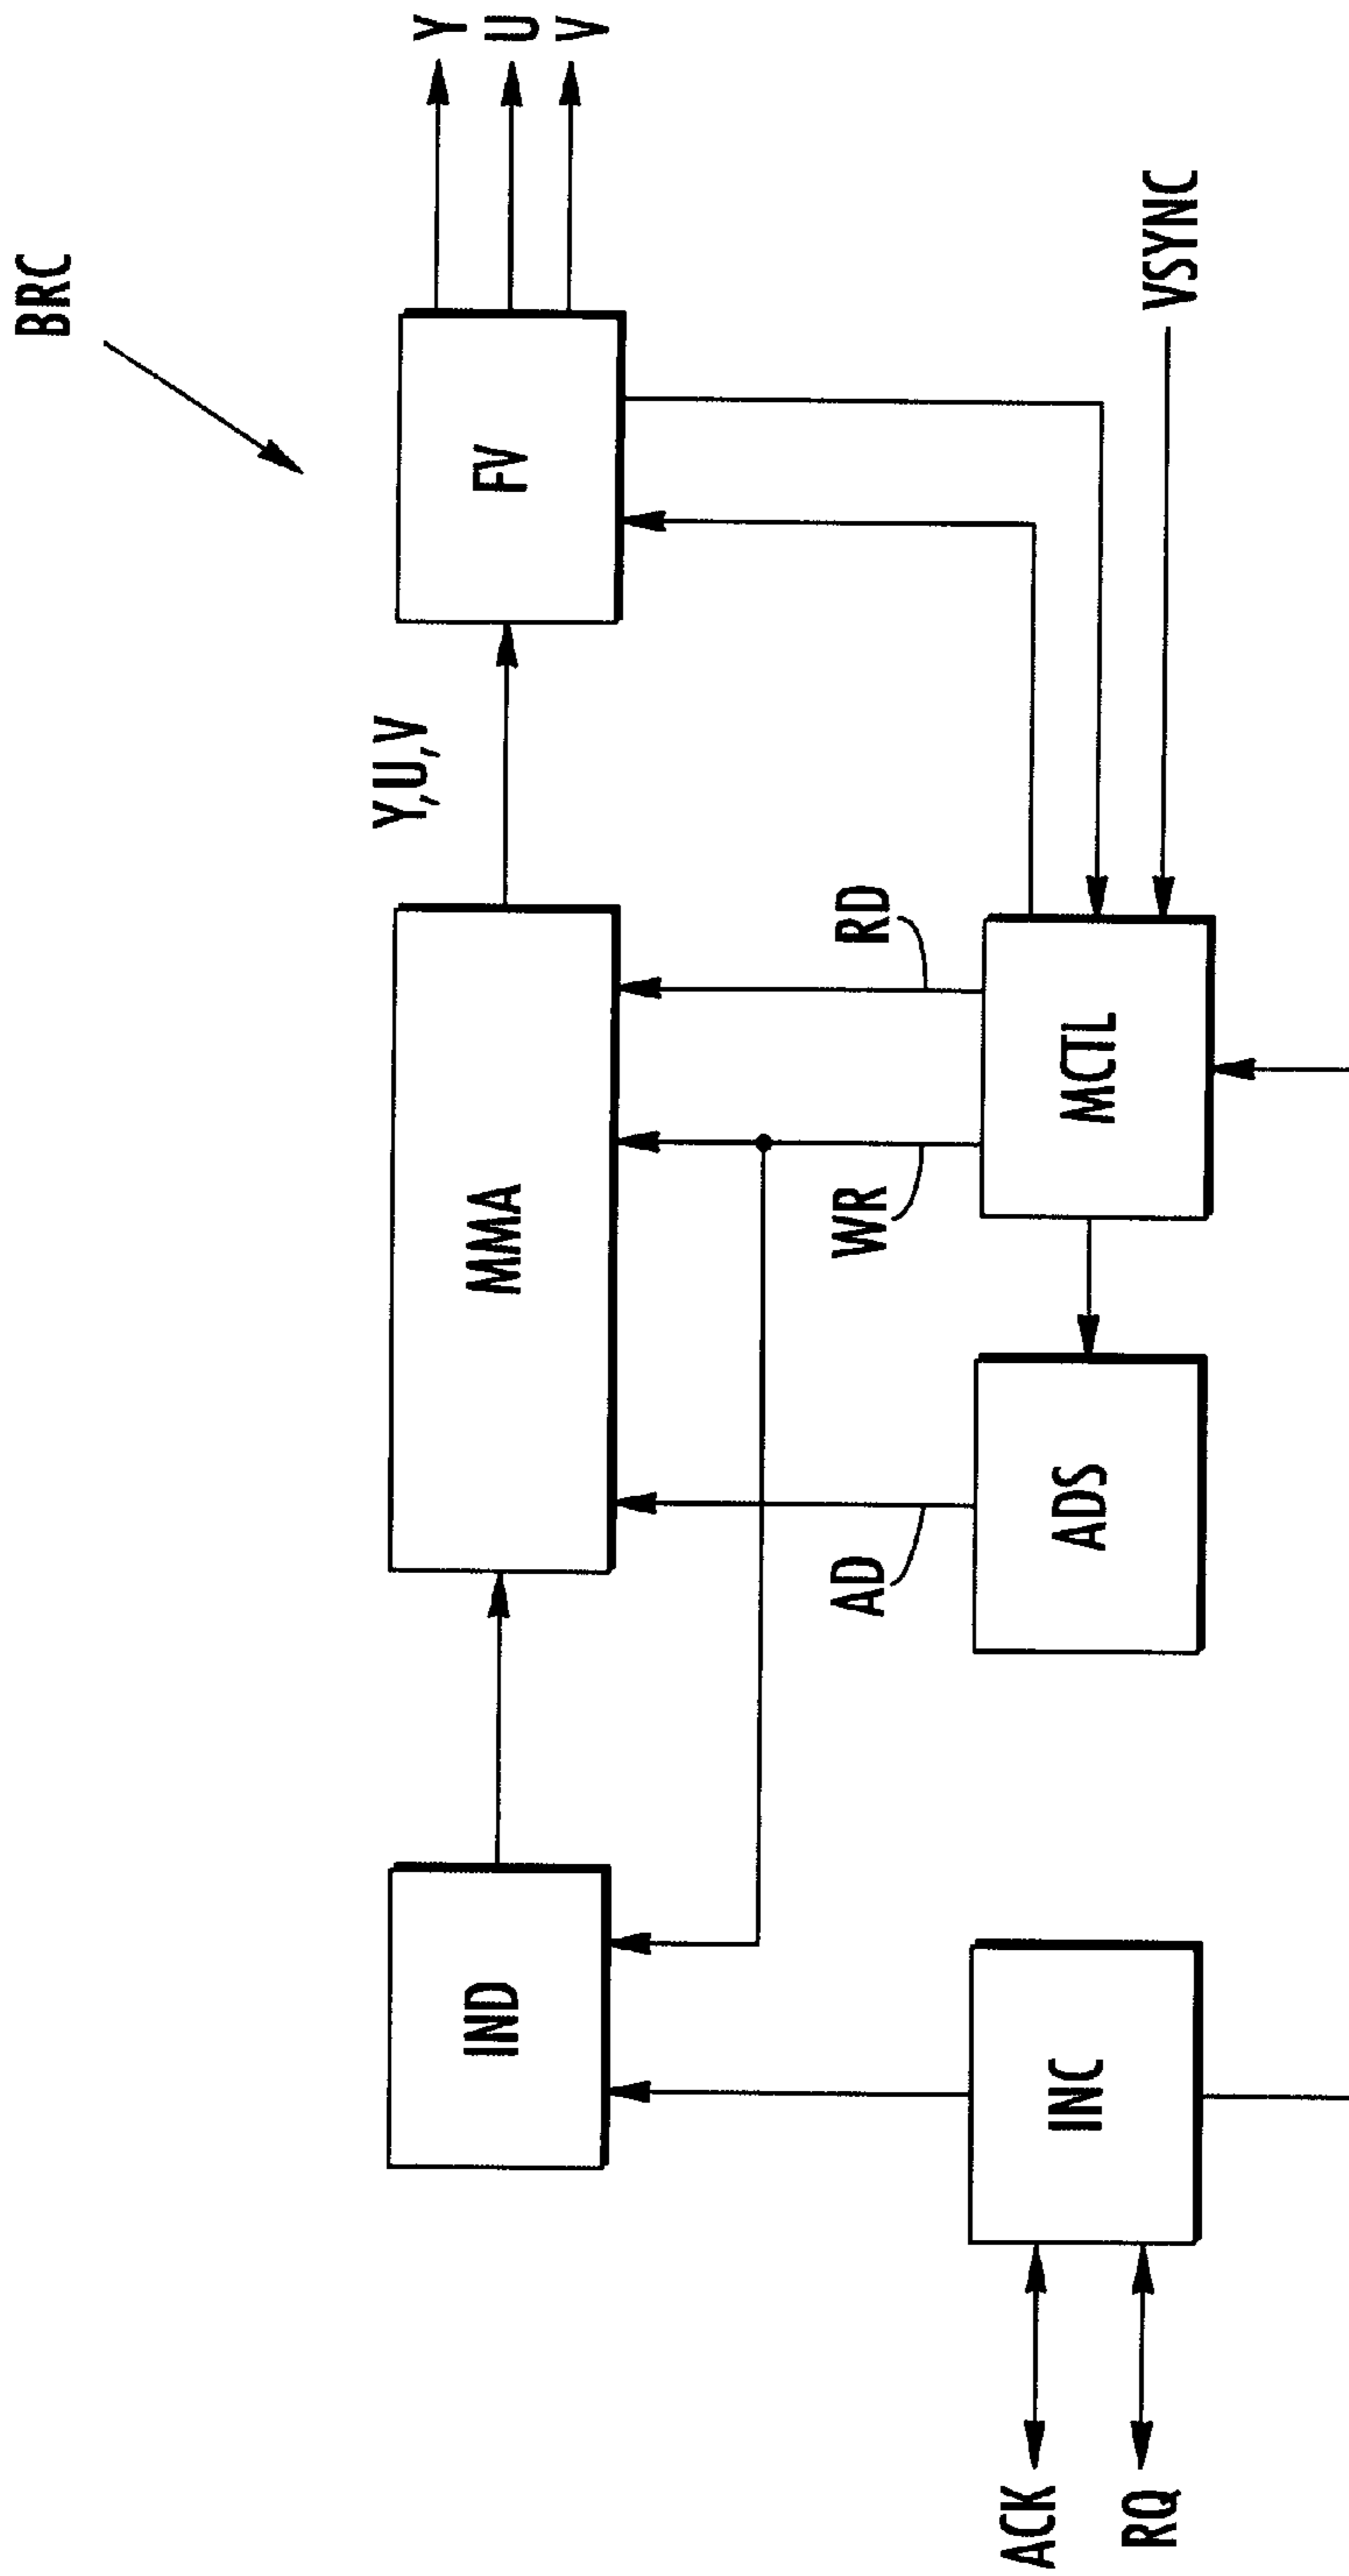 BRC
Y
U
V
Y,U,V
IND
MMA
FV
AD
WR
RD
VSYNC
INC
ADS
MCTL
ACK
RQ